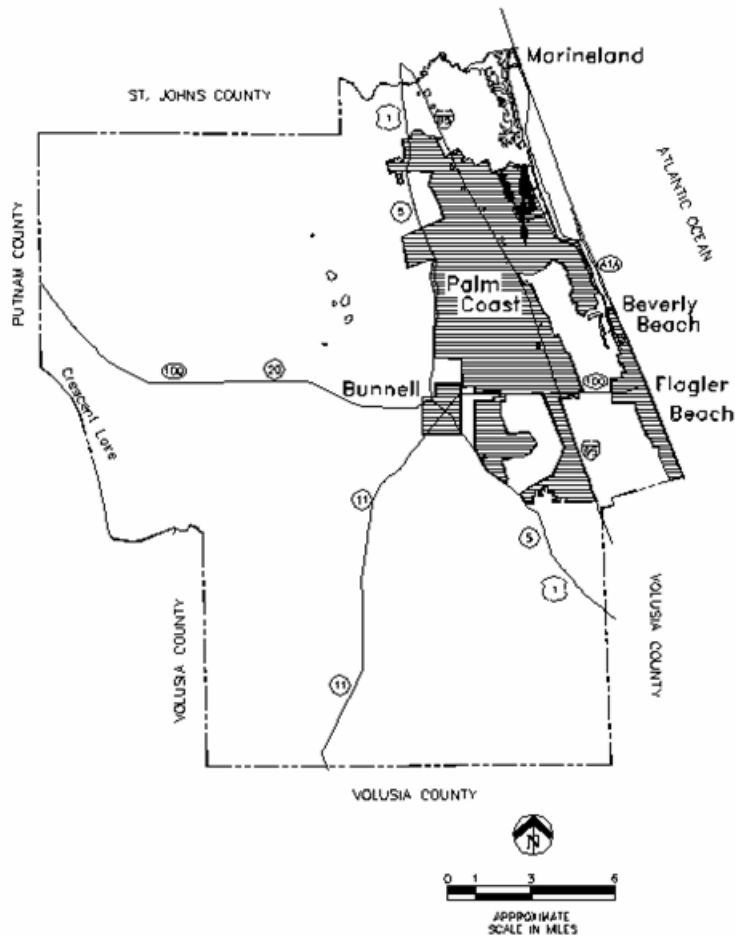 Marineland
ST. JOHNS COUNTY
1
95
ATLANTIC OCEAN
PUTNAM COUNTY
5
A1A
Palm
Coast
Beverly
Beach
100
20
Bunnell
100
Flagler
Beach
Crescent Lake
95
11
5
1
VOLUSIA COUNTY
VOLUSIA COUNTY
11
VOLUSIA COUNTY
N
0 1 3 6
APPROXIMATE
SCALE IN MILES